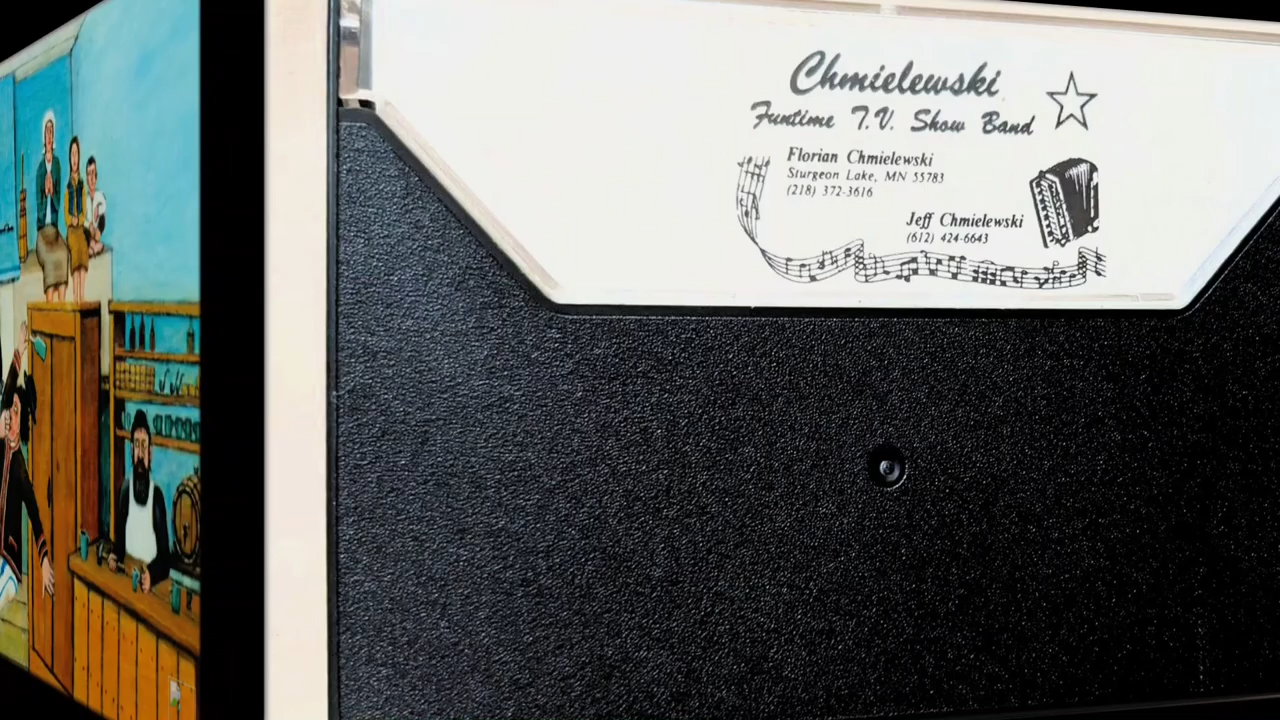 Chmielewski
Funtime T.V. Show Band
Florian Chmielewski
Sturgeon Lake, MN 55783
(218) 372-3616
Jeff Chmielewski
(612) 424-6643